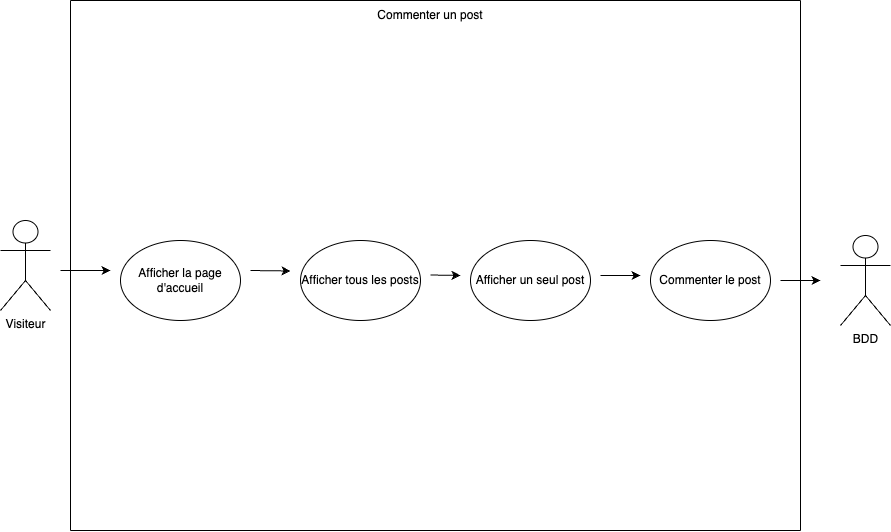 Commenter un post
Visiteur
Afficher la page
d'accueil
Afficher tous les posts
Afficher un seul post
Commenter le post
BDD